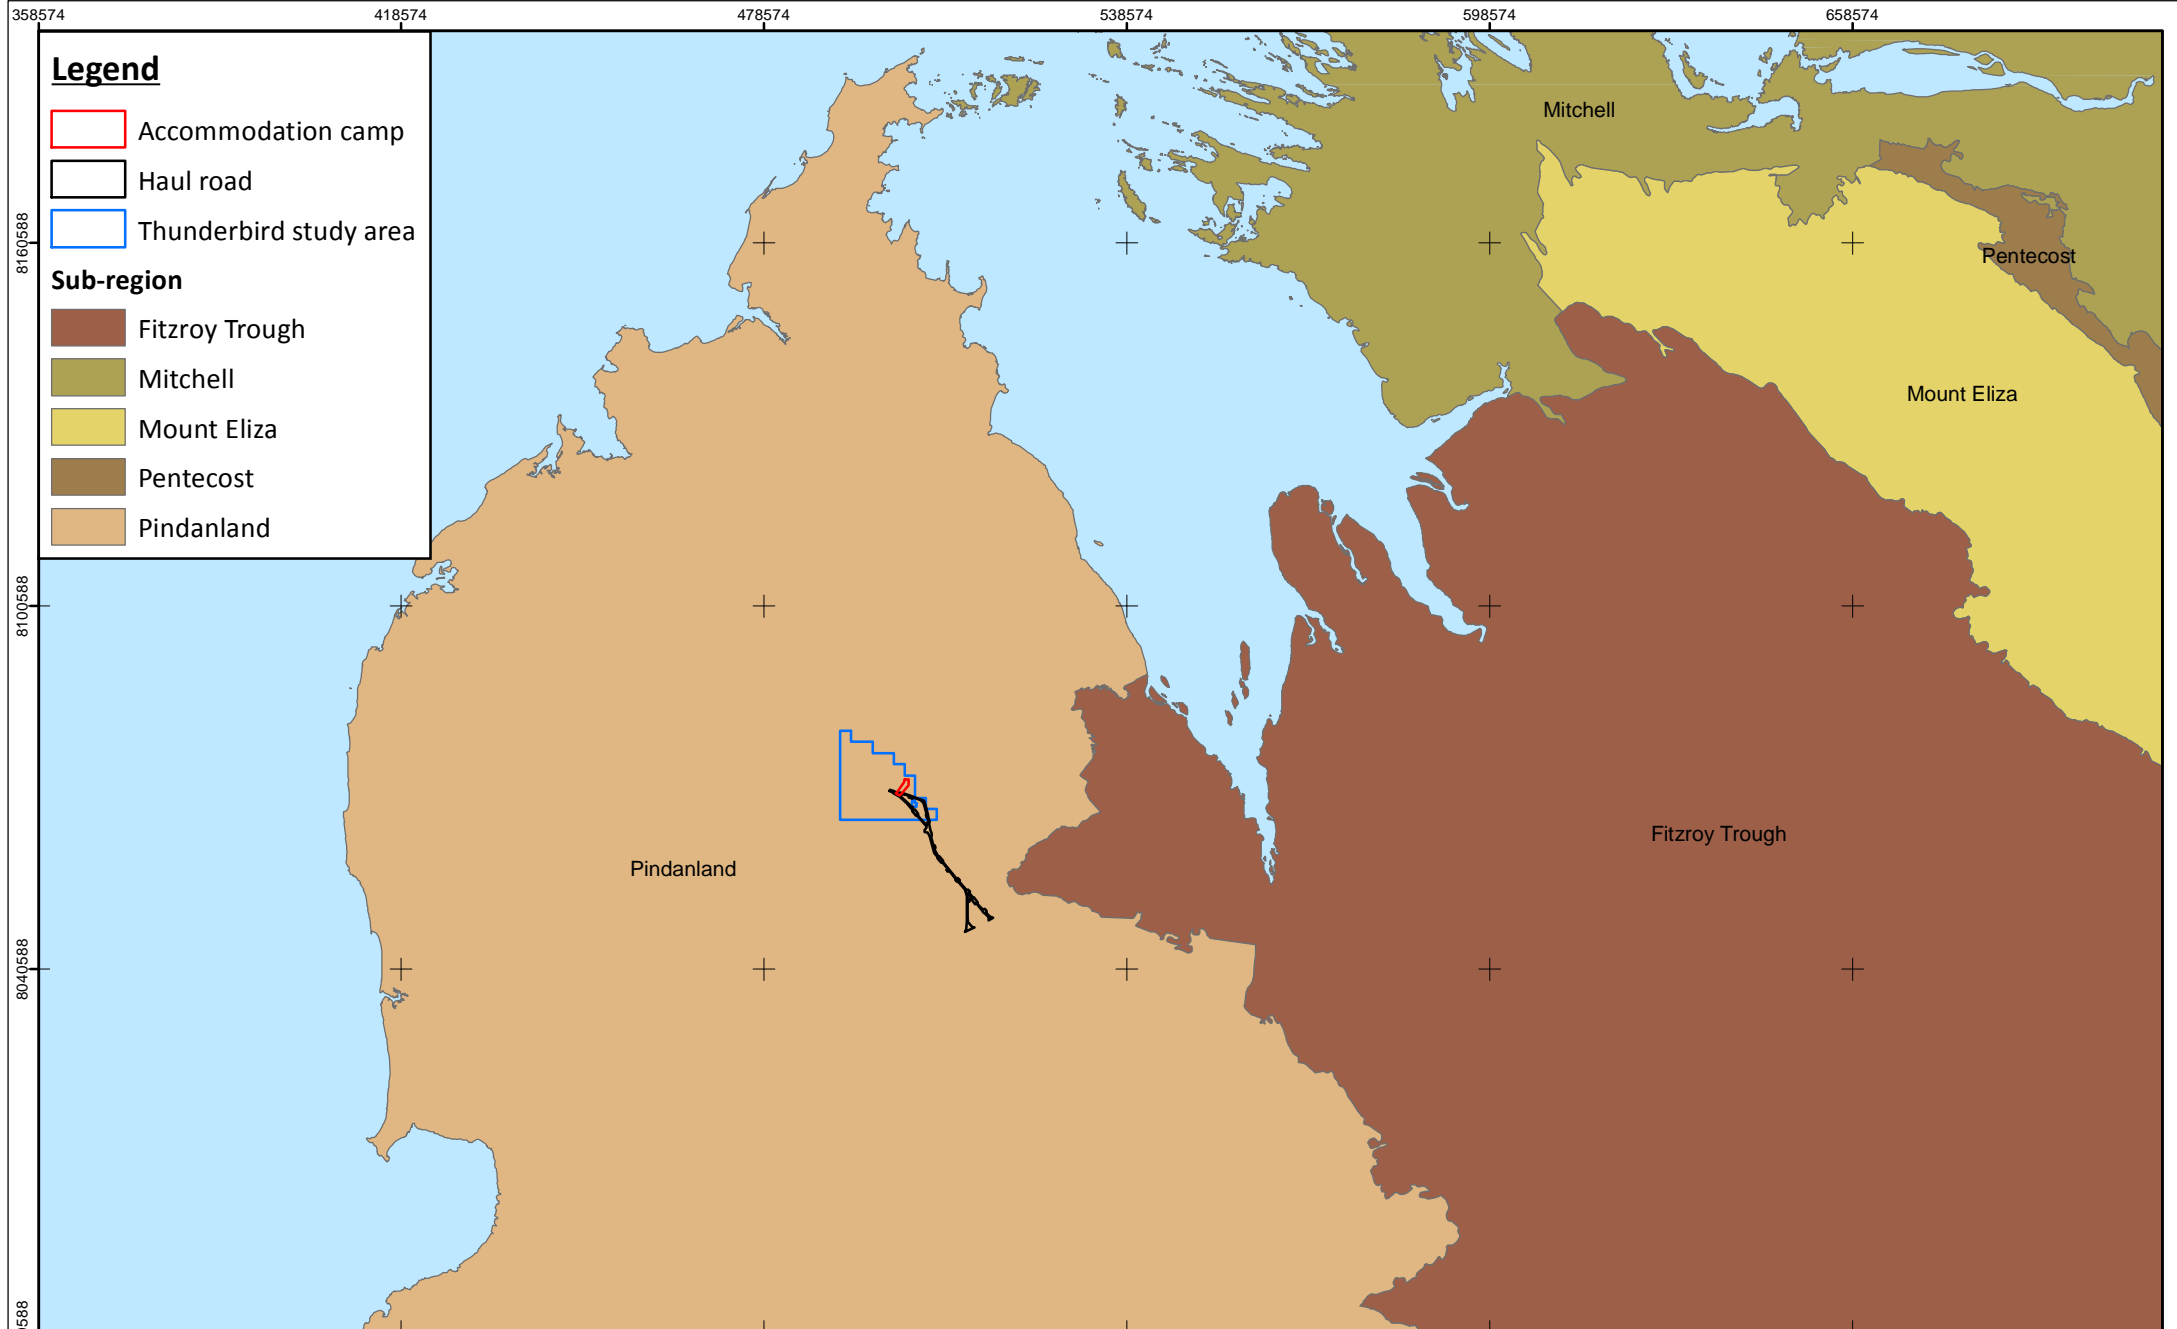 358574 418574 478574 538574 598574 658574
Legend
Accommodation camp
Haul road
Thunderbird study area
Sub-region
Fitzroy Trough
Mitchell
Mount Eliza
Pentecost
Pindanland
Mitchell
8160588
Pentecost
Mount Eliza
8100588
Fitzroy Trough
Pindanland
8040588